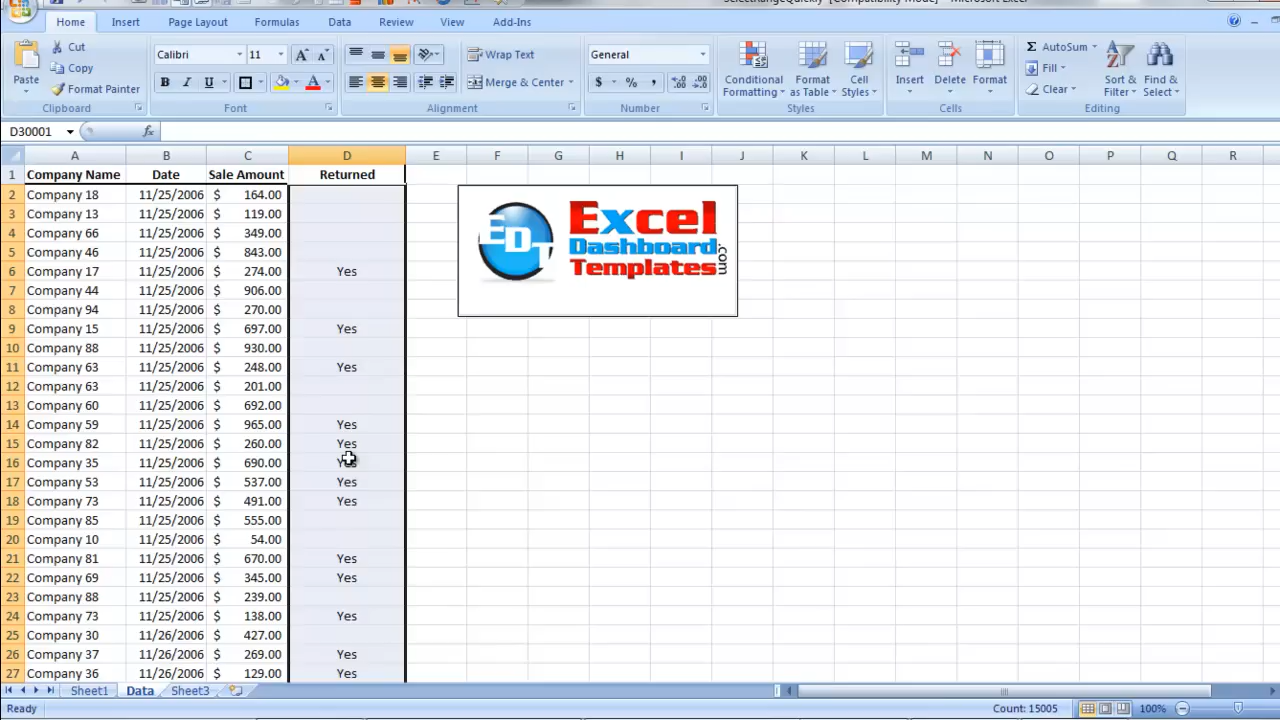 Home Insert Page Layout Formulas Data Review View Add-Ins
Paste Cut Copy Format Painter Clipboard
Calibri 11 B I U A Font
Wrap Text Merge & Center Alignment
General $ % , Number
Conditional Formatting Format as Table Cell Styles Styles
Insert Delete Format Cells
Σ AutoSum Fill Clear Sort & Filter Find & Select Editing
D30001 fx
A B C D E F G H I J K L M N O P Q R
1 Company Name Date Sale Amount Returned
2 Company 18 11/25/2006 $ 164.00
3 Company 13 11/25/2006 $ 119.00
4 Company 66 11/25/2006 $ 349.00
5 Company 46 11/25/2006 $ 843.00
6 Company 17 11/25/2006 $ 274.00 Yes
7 Company 44 11/25/2006 $ 906.00
8 Company 94 11/25/2006 $ 270.00
9 Company 15 11/25/2006 $ 697.00 Yes
10 Company 88 11/25/2006 $ 930.00
11 Company 63 11/25/2006 $ 248.00 Yes
12 Company 63 11/25/2006 $ 201.00
13 Company 60 11/25/2006 $ 692.00
14 Company 59 11/25/2006 $ 965.00 Yes
15 Company 82 11/25/2006 $ 260.00 Yes
16 Company 35 11/25/2006 $ 690.00 Yes
17 Company 53 11/25/2006 $ 537.00 Yes
18 Company 73 11/25/2006 $ 491.00 Yes
19 Company 85 11/25/2006 $ 555.00
20 Company 10 11/25/2006 $ 54.00
21 Company 81 11/25/2006 $ 670.00 Yes
22 Company 69 11/25/2006 $ 345.00 Yes
23 Company 88 11/25/2006 $ 239.00
24 Company 73 11/25/2006 $ 138.00 Yes
25 Company 30 11/26/2006 $ 427.00
26 Company 37 11/26/2006 $ 269.00 Yes
27 Company 36 11/26/2006 $ 129.00 Yes
EDT
Excel
Dashboard
Templates
.com
Sheet1 Data Sheet3
Ready Count: 15005 100%